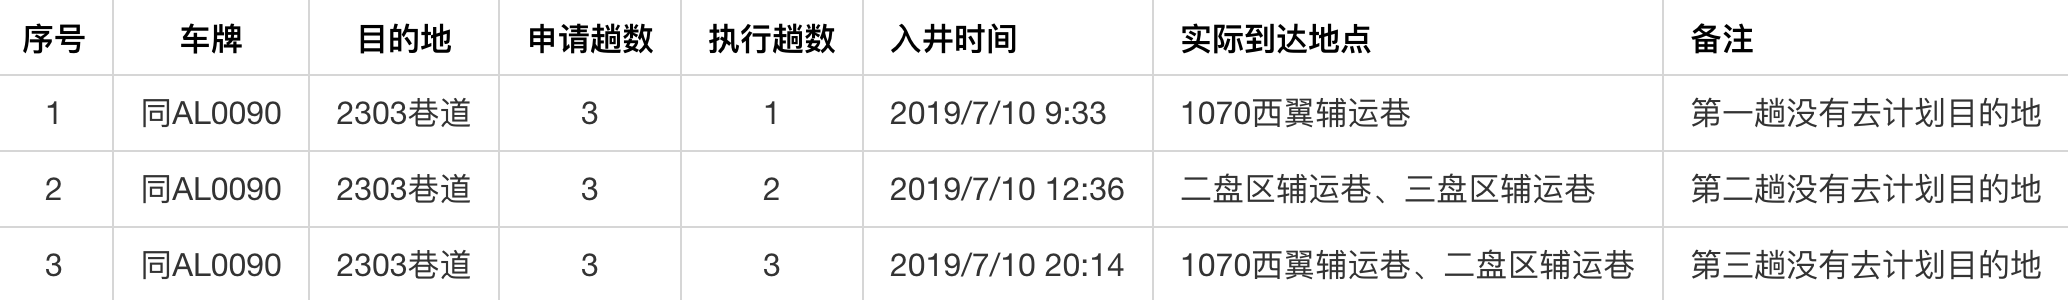 序号 车牌 目的地 申请趟数 执行趟数 入井时间 实际到达地点 备注
1 同AL0090 2303巷道 3 1 2019/7/10 9:33 1070西翼辅运巷 第一趟没有去计划目的地
2 同AL0090 2303巷道 3 2 2019/7/10 12:36 二盘区辅运巷、三盘区辅运巷 第二趟没有去计划目的地
3 同AL0090 2303巷道 3 3 2019/7/10 20:14 1070西翼辅运巷、二盘区辅运巷 第三趟没有去计划目的地